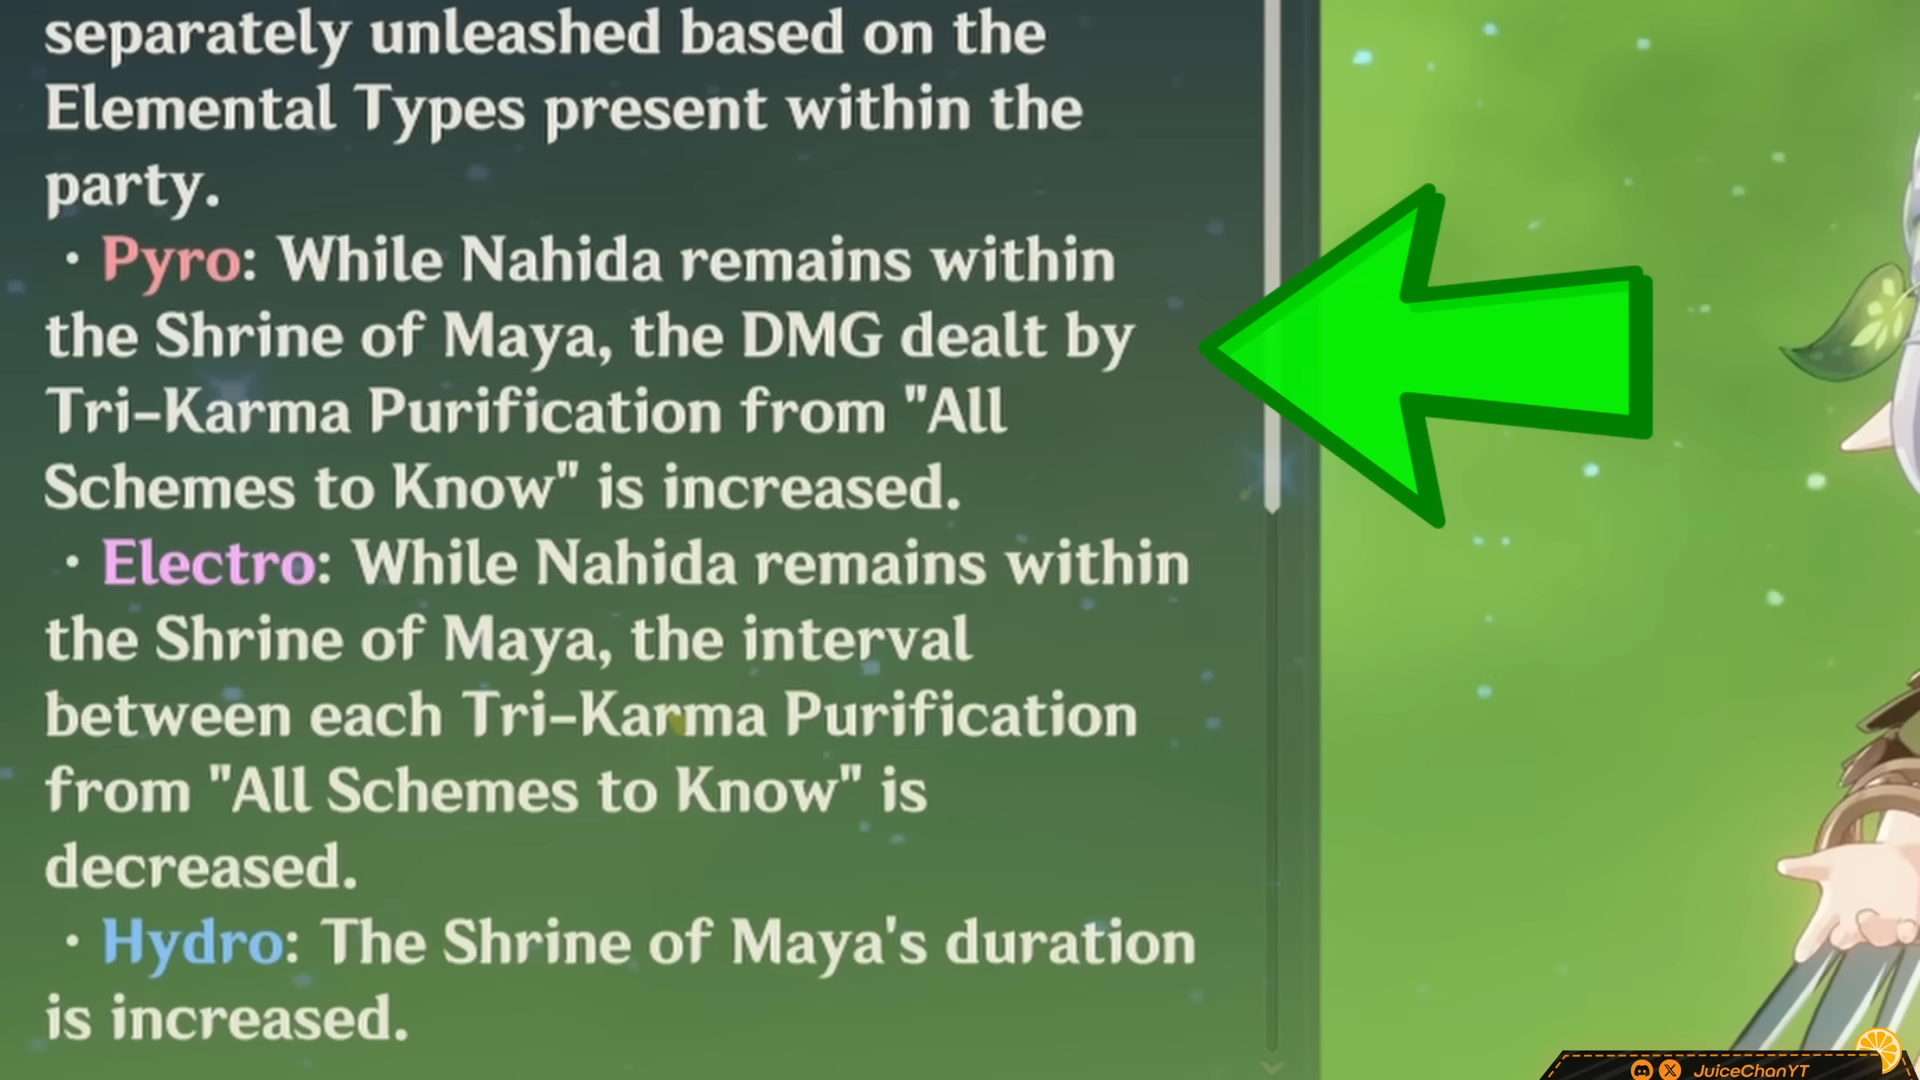 separately unleashed based on the
Elemental Types present within the
party.
· Pyro: While Nahida remains within
the Shrine of Maya, the DMG dealt by
Tri-Karma Purification from "All
Schemes to Know" is increased.
· Electro: While Nahida remains within
the Shrine of Maya, the interval
between each Tri-Karma Purification
from "All Schemes to Know" is
decreased.
· Hydro: The Shrine of Maya's duration
is increased.
JuiceChanYT